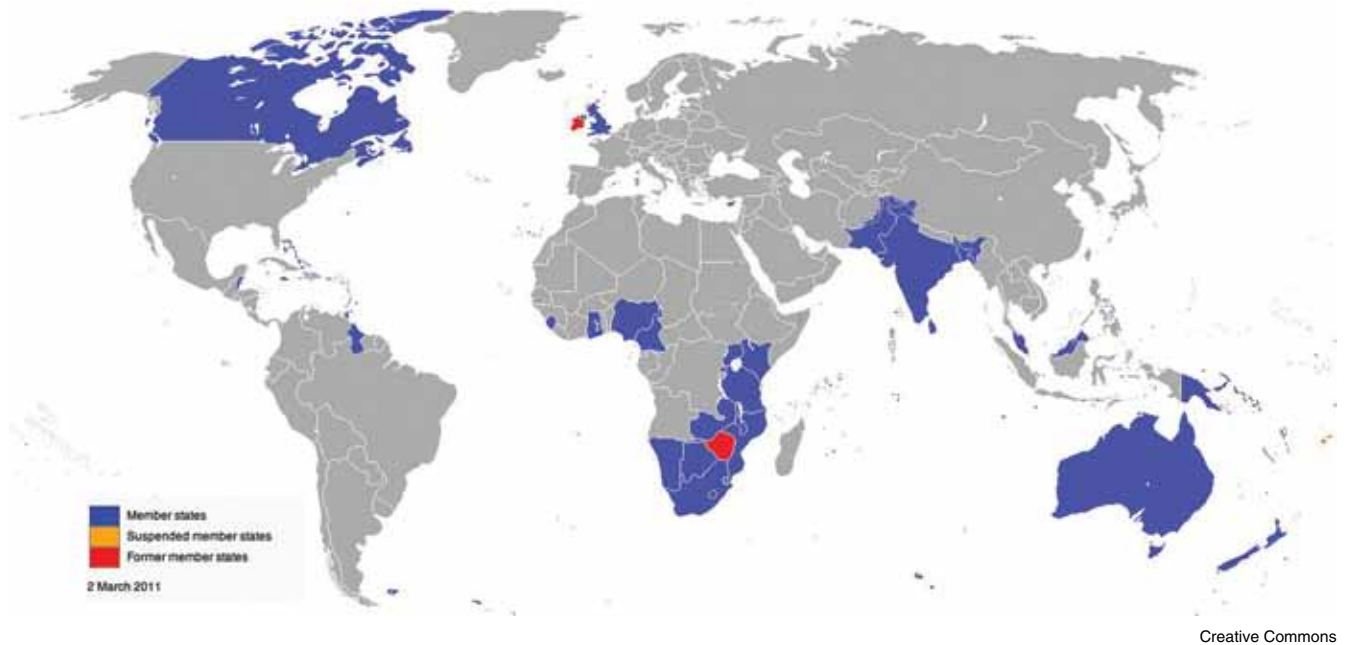 Member states
Suspended member states
Former member states
2 March 2011
Creative Commons